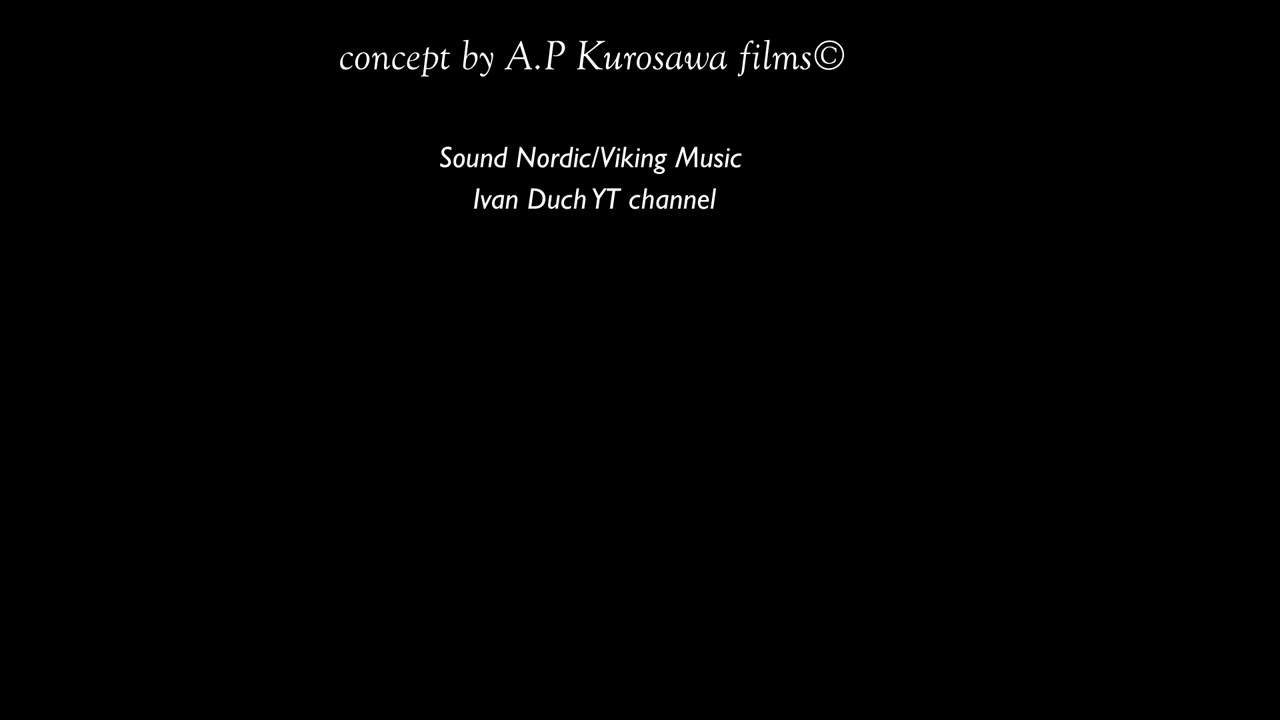 concept by A.P Kurosawa films©
Sound Nordic/Viking Music
Ivan Duch YT channel